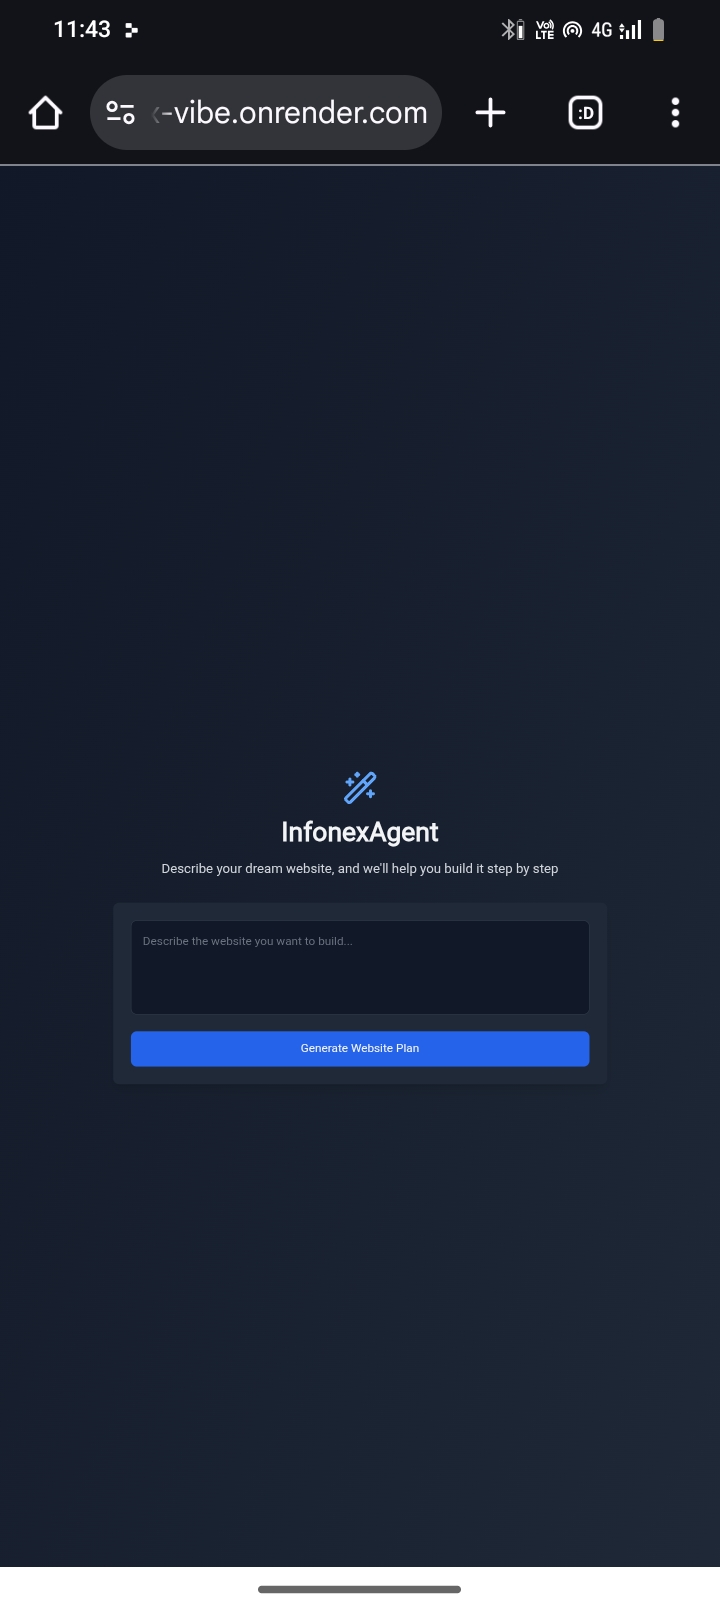 11:43
Vo)) LTE 4G
-vibe.onrender.com
:D
InfonexAgent
Describe your dream website, and we'll help you build it step by step
Describe the website you want to build...
Generate Website Plan